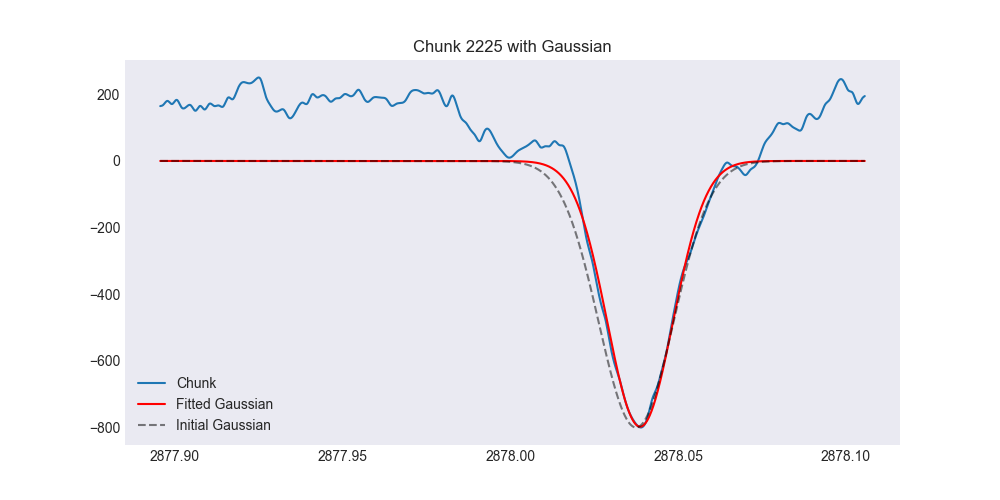 Chunk 2225 with Gaussian
200
0
−200
−400
−600
−800
Chunk
Fitted Gaussian
Initial Gaussian
2877.90 2877.95 2878.00 2878.05 2878.10